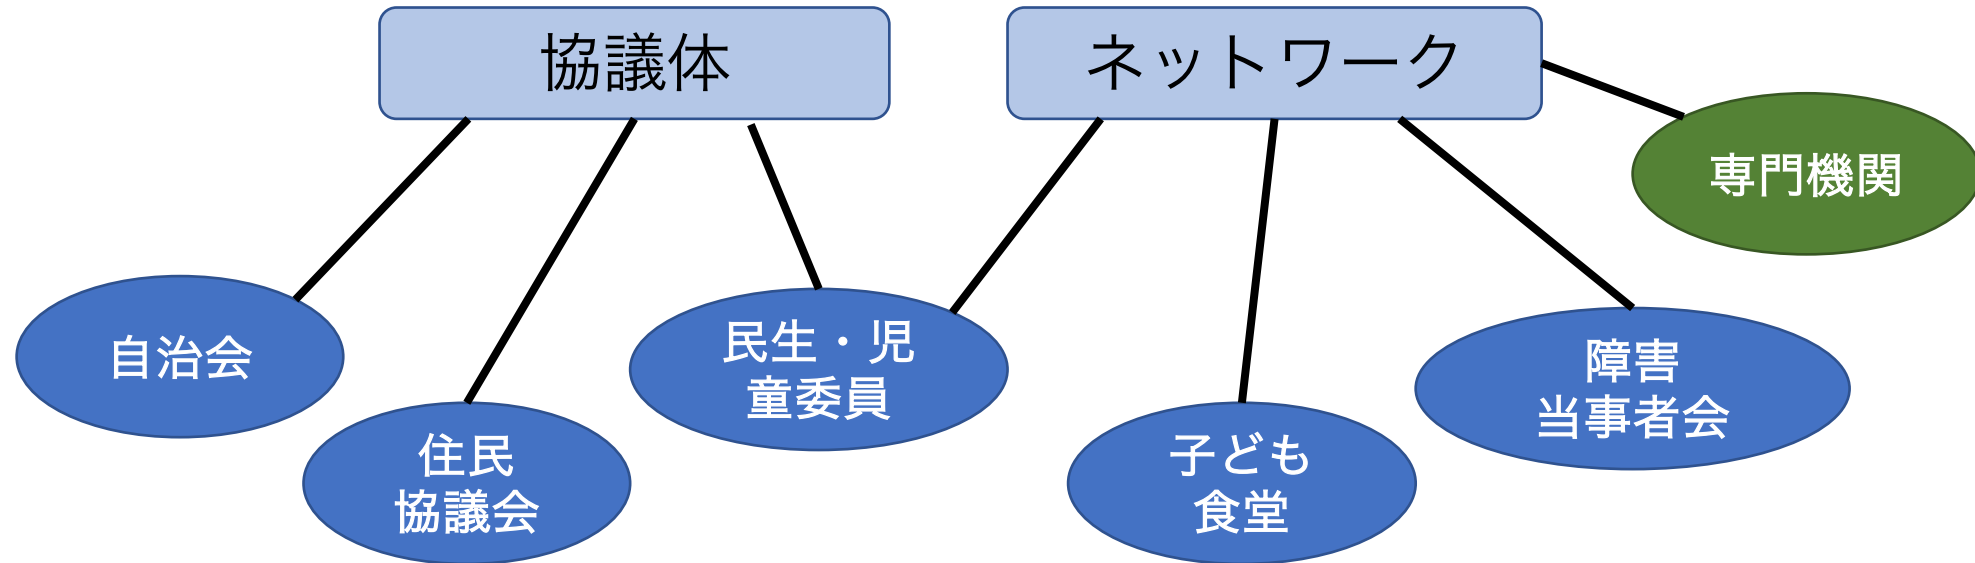 協議体
ネットワーク
専門機関
自治会
民生・児
童委員
障害
当事者会
住民
協議会
子ども
食堂